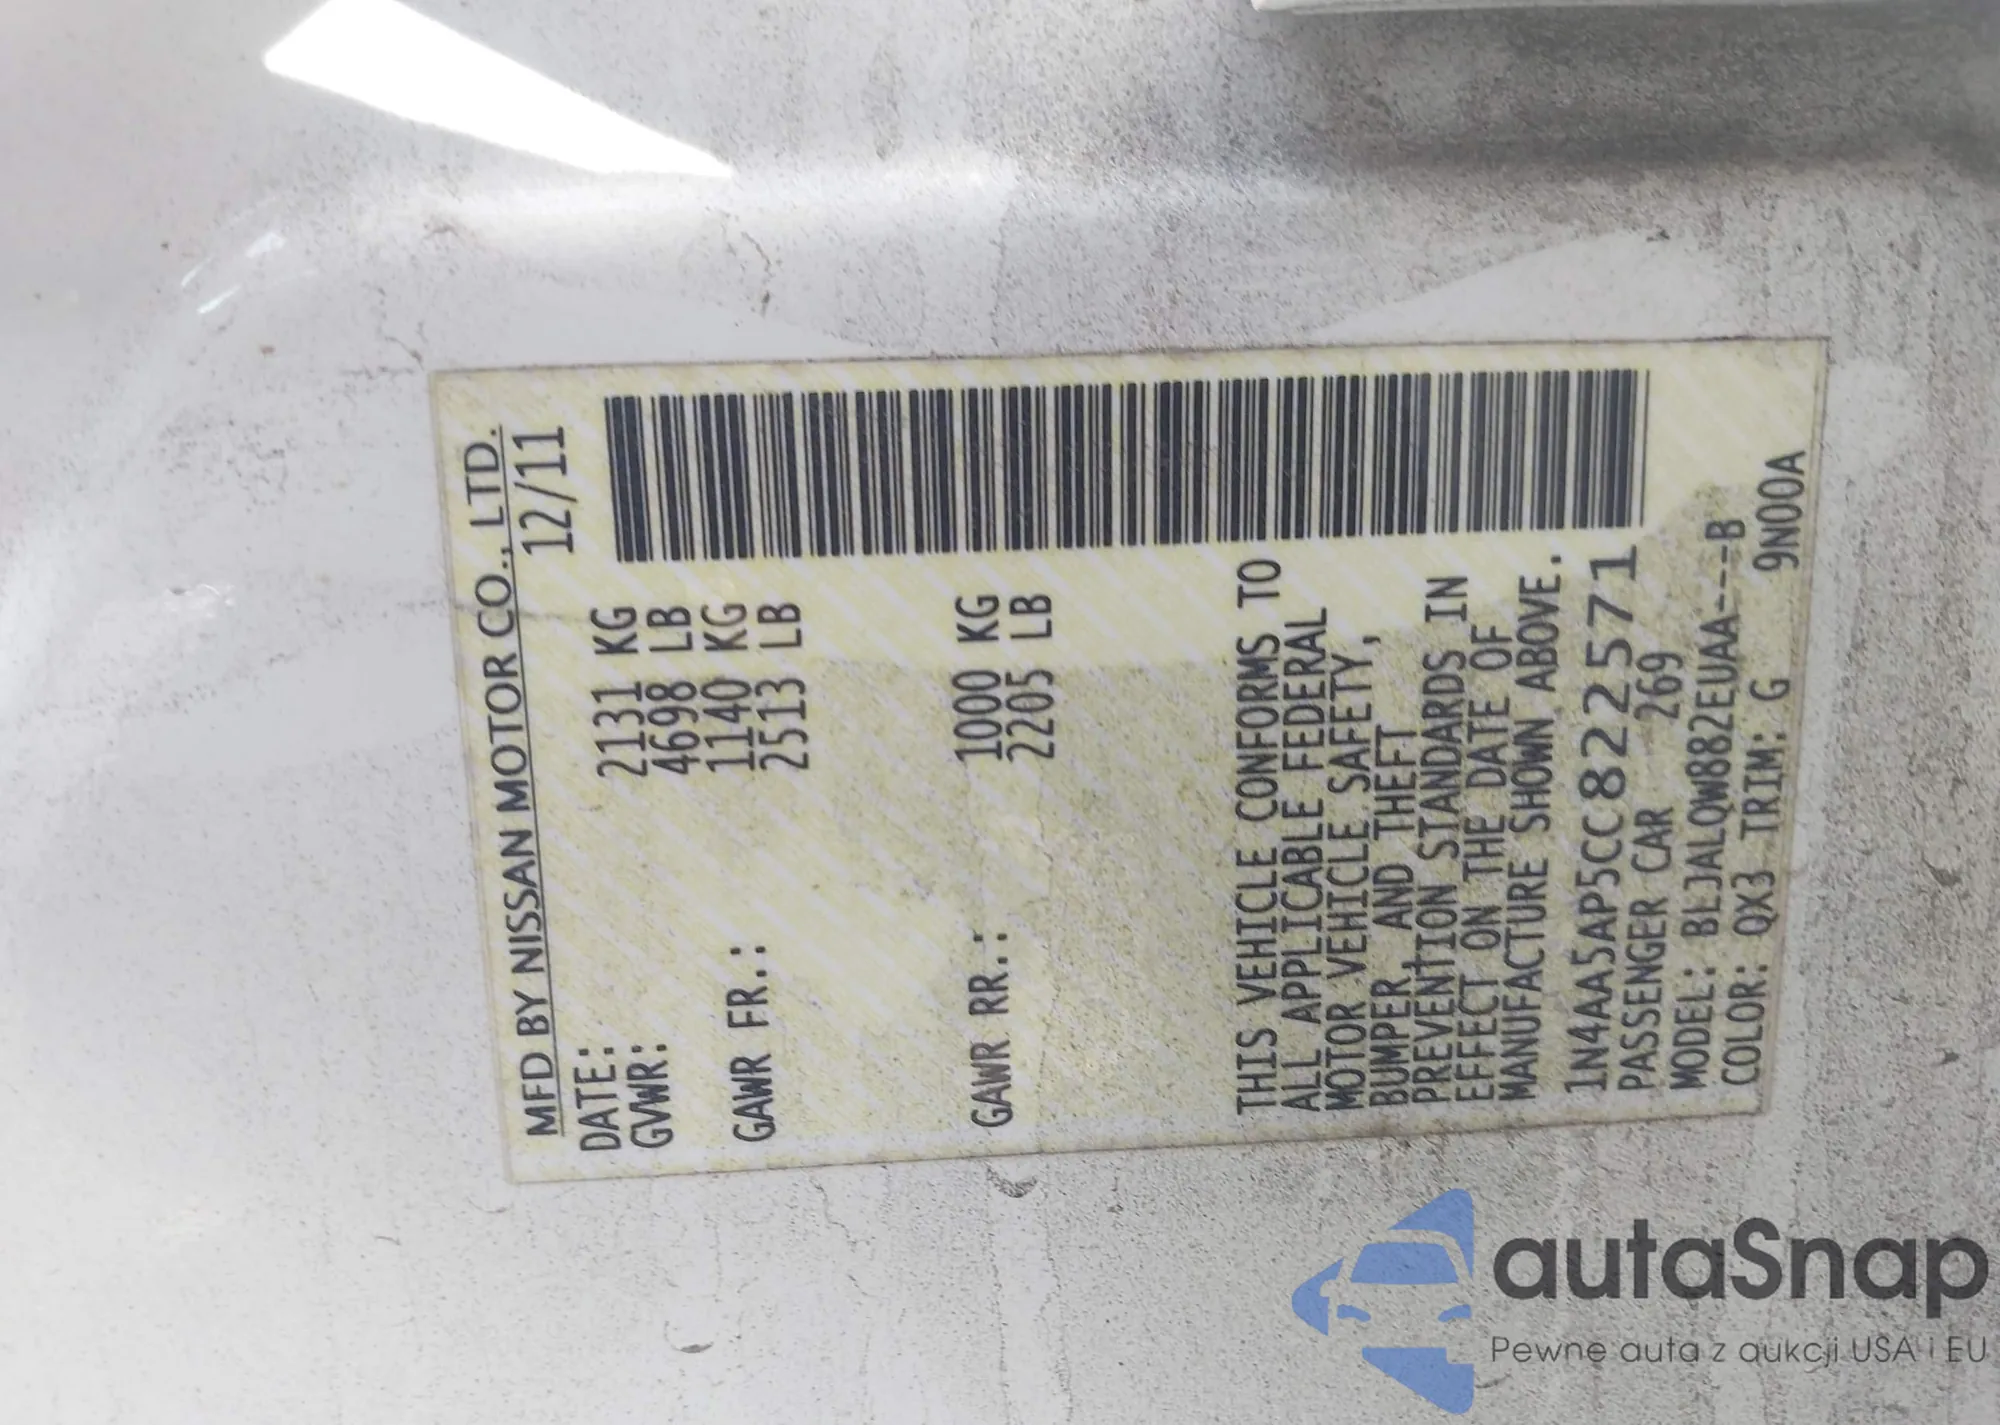 MFD BY NISSAN MOTOR CO., LTD.
DATE: 12/11
GVWR: 2131 KG
4698 LB
GAWR FR.: 1140 KG
2513 LB
GAWR RR.: 1000 KG
2205 LB
THIS VEHICLE CONFORMS TO
ALL APPLICABLE FEDERAL
MOTOR VEHICLE SAFETY,
BUMPER, AND THEFT
PREVENTION STANDARDS IN
EFFECT ON THE DATE OF
MANUFACTURE SHOWN ABOVE.
1N4AA5AP5CC822571
PASSENGER CAR 269
MODEL: BLJALQW882EUAA---B
COLOR: QX3 TRIM: G 9N00A
autaSnap
Pewne auta z aukcji USA i EU